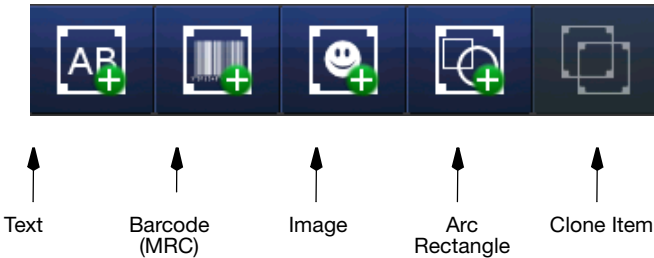 AB
Text
Barcode
(MRC)
Image
Arc
Rectangle
Clone Item